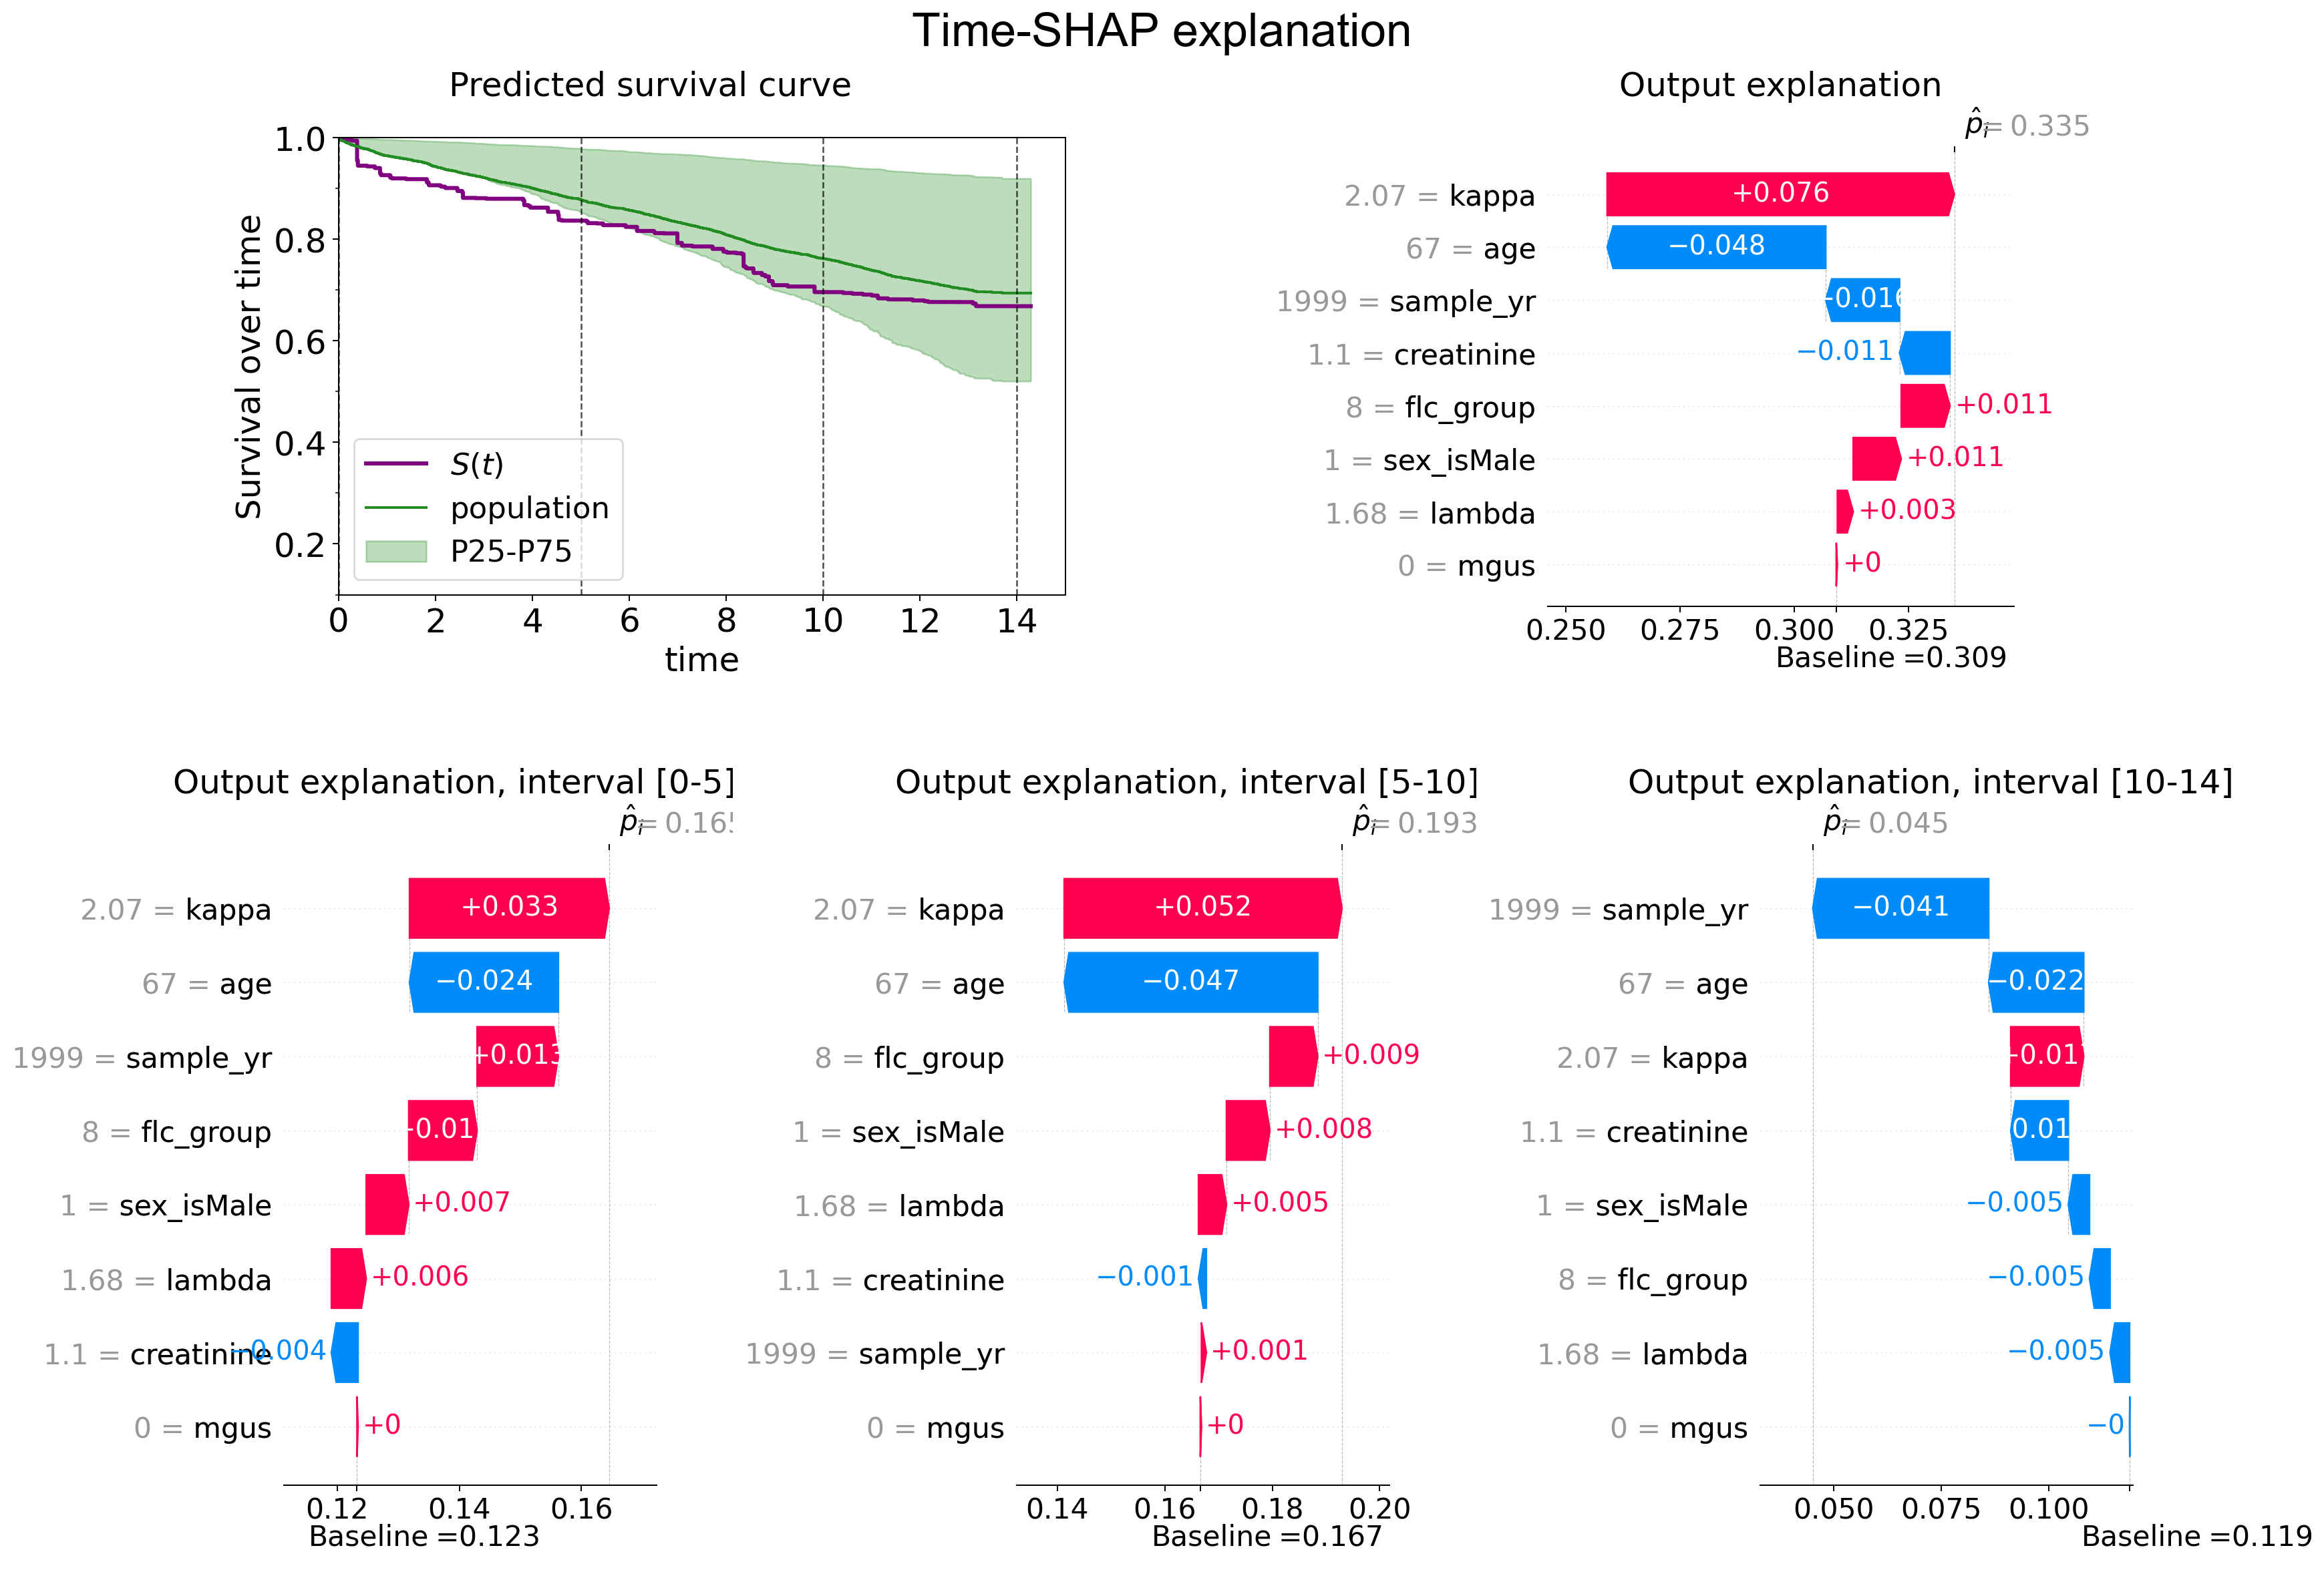 Time-SHAP explanation
Predicted survival curve
1.0
0.8
0.6
0.4
0.2
Survival over time
S(t)
population
P25-P75
0 2 4 6 8 10 12 14
time
Output explanation
p̂i = 0.335
2.07 = kappa +0.076
67 = age −0.048
1999 = sample_yr −0.016
1.1 = creatinine −0.011
8 = flc_group +0.011
1 = sex_isMale +0.011
1.68 = lambda +0.003
0 = mgus +0
0.250 0.275 0.300 0.325
Baseline =0.309
Output explanation, interval [0-5]
p̂i = 0.165
2.07 = kappa +0.033
67 = age −0.024
1999 = sample_yr +0.013
8 = flc_group
1 = sex_isMale +0.007
1.68 = lambda +0.006
1.1 = creatinine −0.004
0 = mgus +0
0.12 0.14 0.16
Baseline =0.123
Output explanation, interval [5-10]
p̂i = 0.193
2.07 = kappa +0.052
67 = age −0.047
8 = flc_group +0.009
1 = sex_isMale +0.008
1.68 = lambda +0.005
1.1 = creatinine −0.001
1999 = sample_yr +0.001
0 = mgus +0
0.14 0.16 0.18 0.20
Baseline =0.167
Output explanation, interval [10-14]
p̂i = 0.045
1999 = sample_yr −0.041
67 = age −0.022
2.07 = kappa
1.1 = creatinine
1 = sex_isMale −0.005
8 = flc_group −0.005
1.68 = lambda −0.005
0 = mgus −0
0.050 0.075 0.100
Baseline =0.119